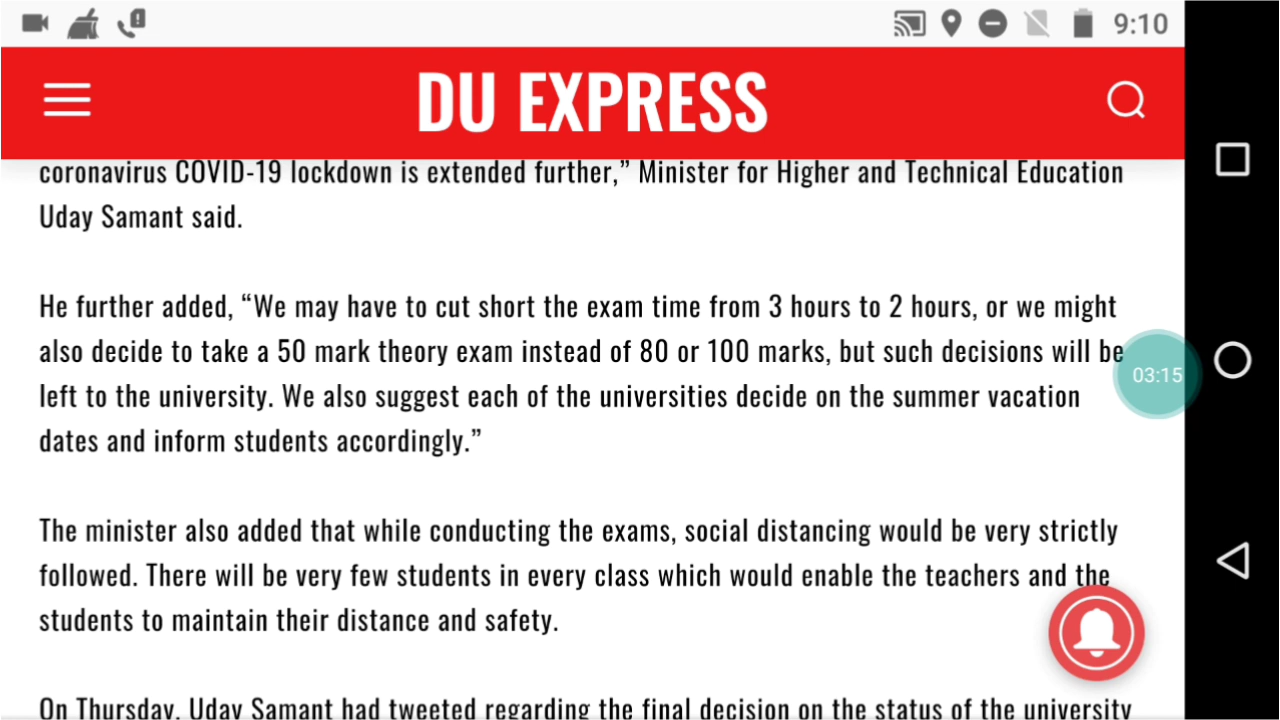 9:10
DU EXPRESS
coronavirus COVID-19 lockdown is extended further,” Minister for Higher and Technical Education
Uday Samant said.
He further added, “We may have to cut short the exam time from 3 hours to 2 hours, or we might
also decide to take a 50 mark theory exam instead of 80 or 100 marks, but such decisions will be
03:15
left to the university. We also suggest each of the universities decide on the summer vacation
dates and inform students accordingly.”
The minister also added that while conducting the exams, social distancing would be very strictly
followed. There will be very few students in every class which would enable the teachers and the
students to maintain their distance and safety.
On Thursday, Uday Samant had tweeted regarding the final decision on the status of the university